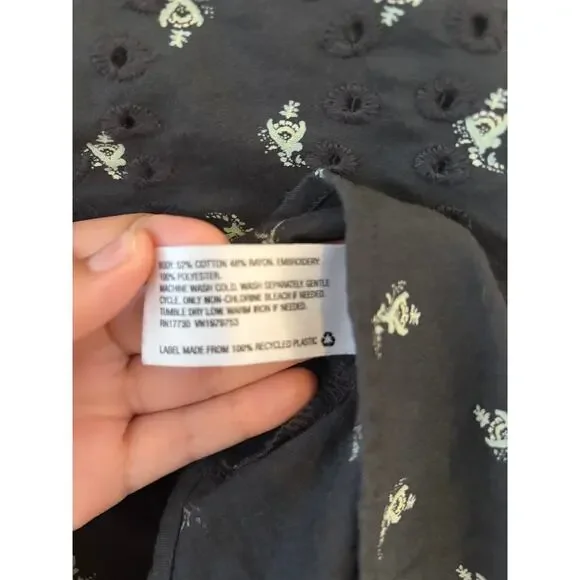 BODY: 52% COTTON 48% RAYON. EMBROIDERY:
100% POLYESTER.
MACHINE WASH COLD, WASH SEPARATELY, GENTLE
CYCLE, ONLY NON-CHLORINE BLEACH IF NEEDED.
TUMBLE DRY LOW, WARM IRON IF NEEDED.
RN17730 VN1979753
LABEL MADE FROM 100% RECYCLED PLASTIC